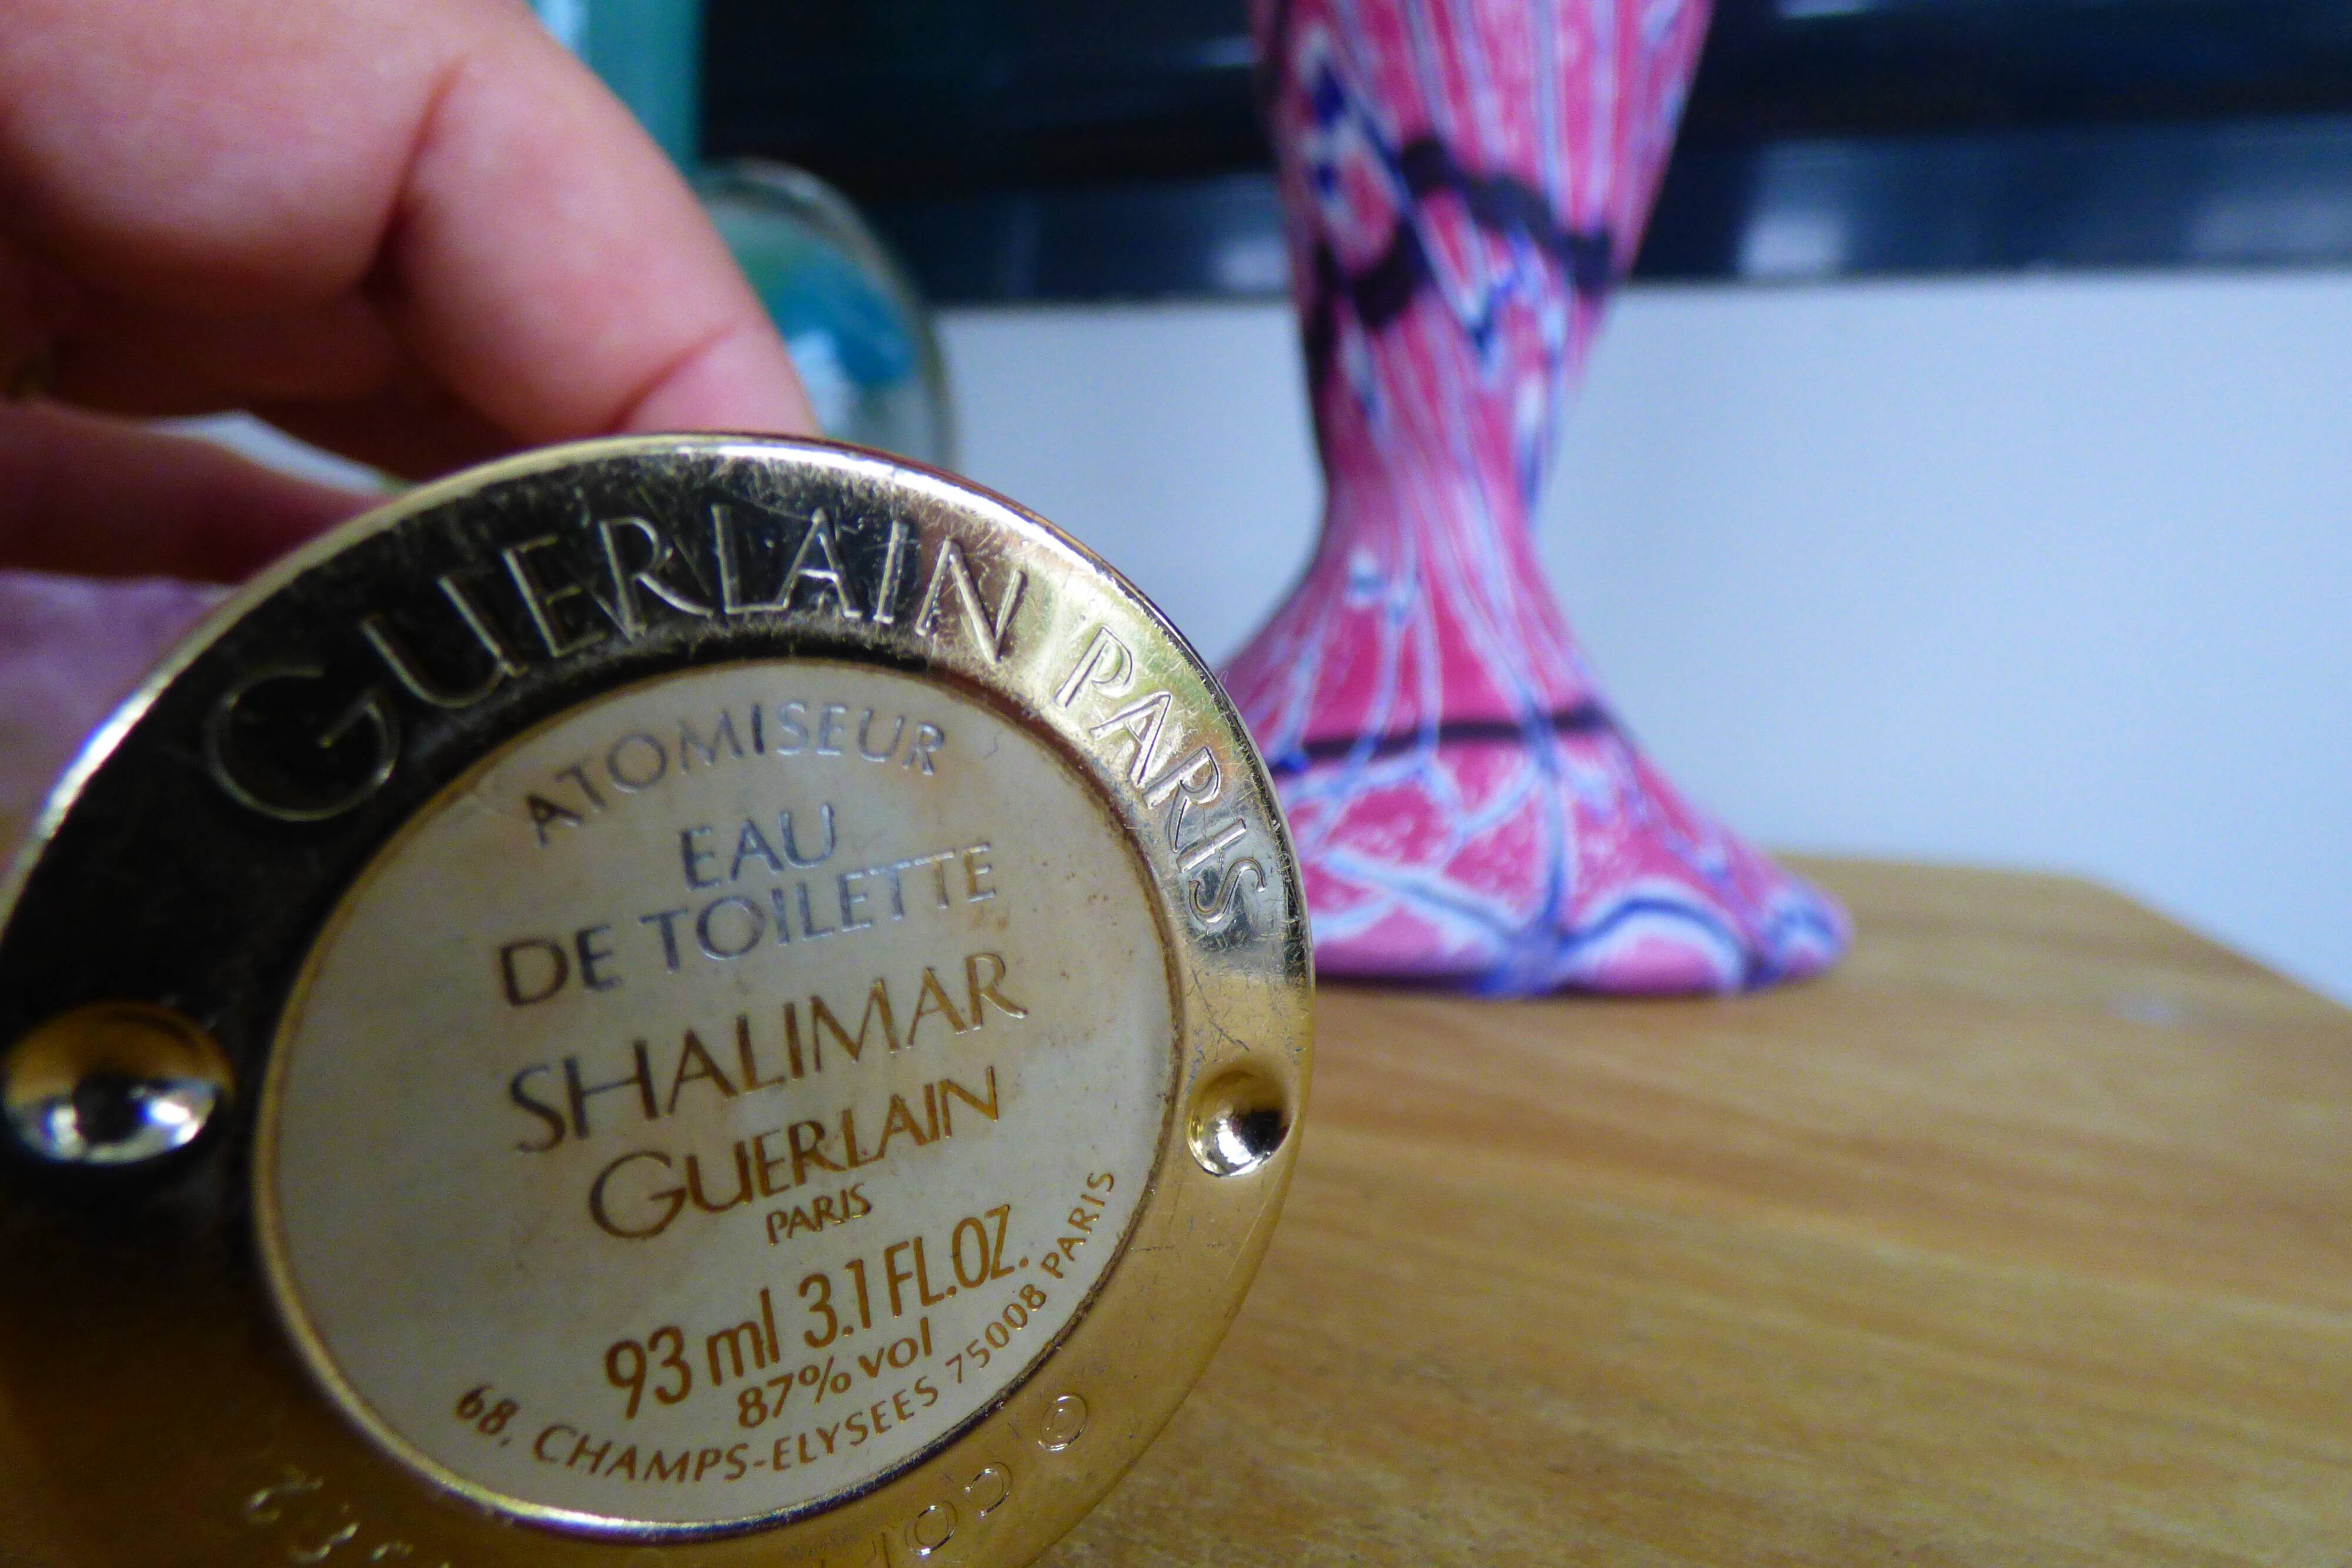 GUERLAIN PARIS
ATOMISEUR
EAU
DE TOILETTE
SHALIMAR
GUERLAIN
PARIS
93 ml 3.1 FL.OZ.
87% vol
68, CHAMPS-ELYSEES 75008 PARIS